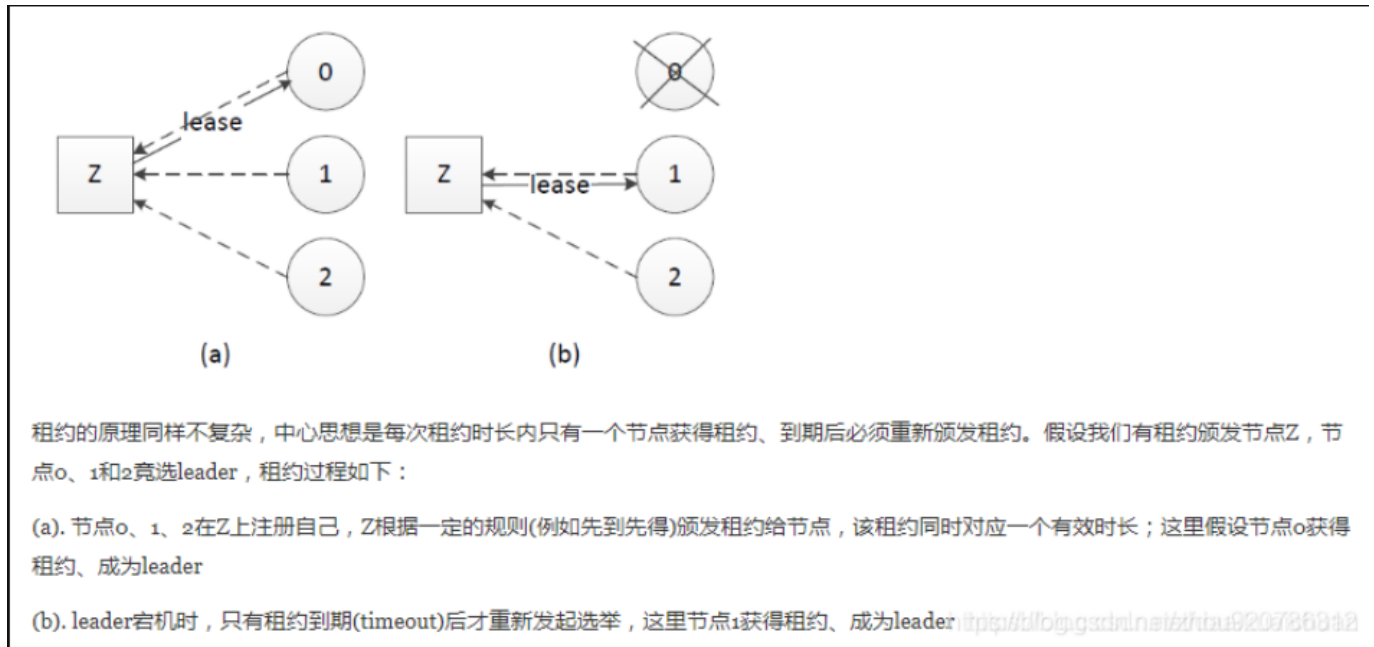 0
lease
Z
1
2
0
Z
lease
1
2
(a)
(b)
租约的原理同样不复杂，中心思想是每次租约时长内只有一个节点获得租约、到期后必须重新颁发租约。假设我们有租约颁发节点Z，节
点0、1和2竞选leader，租约过程如下：
(a). 节点0、1、2在Z上注册自己，Z根据一定的规则(例如先到先得)颁发租约给节点，该租约同时对应一个有效时长；这里假设节点0获得
租约、成为leader
(b). leader宕机时，只有租约到期(timeout)后才重新发起选举，这里节点1获得租约、成为leader